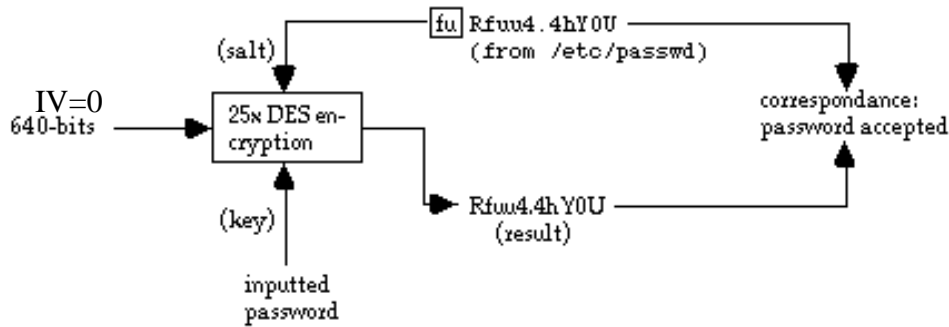 fu Rfuu4.4hY0U
(from /etc/passwd)
(salt)
IV=0
640-bits
25x DES en-
cryption
correspondance:
password accepted
Rfuu4.4hY0U
(result)
(key)
inputted
password